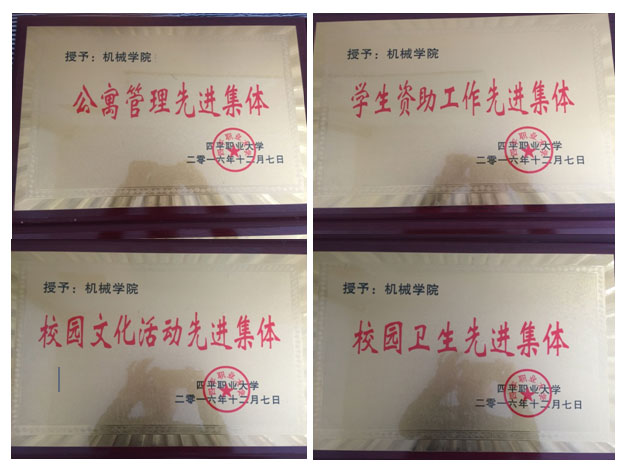 授予：机械学院
公寓管理先进集体
四平职业大学
二零一六年十二月七日
授予：机械学院
学生资助工作先进集体
四平职业大学
二零一六年十二月七日
授予：机械学院
校园文化活动先进集体
四平职业大学
二零一六年十二月七日
授予：机械学院
校园卫生先进集体
四平职业大学
二零一六年十二月七日